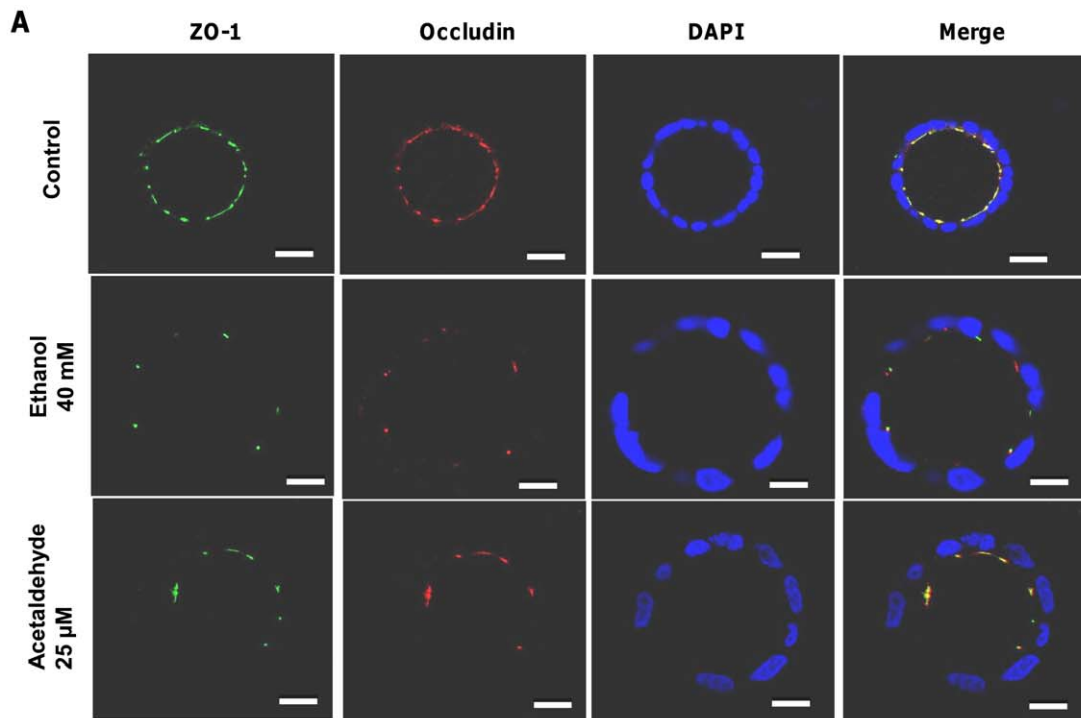 A
ZO-1 Occludin DAPI Merge
Control
Ethanol
40 mM
Acetaldehyde
25 µM